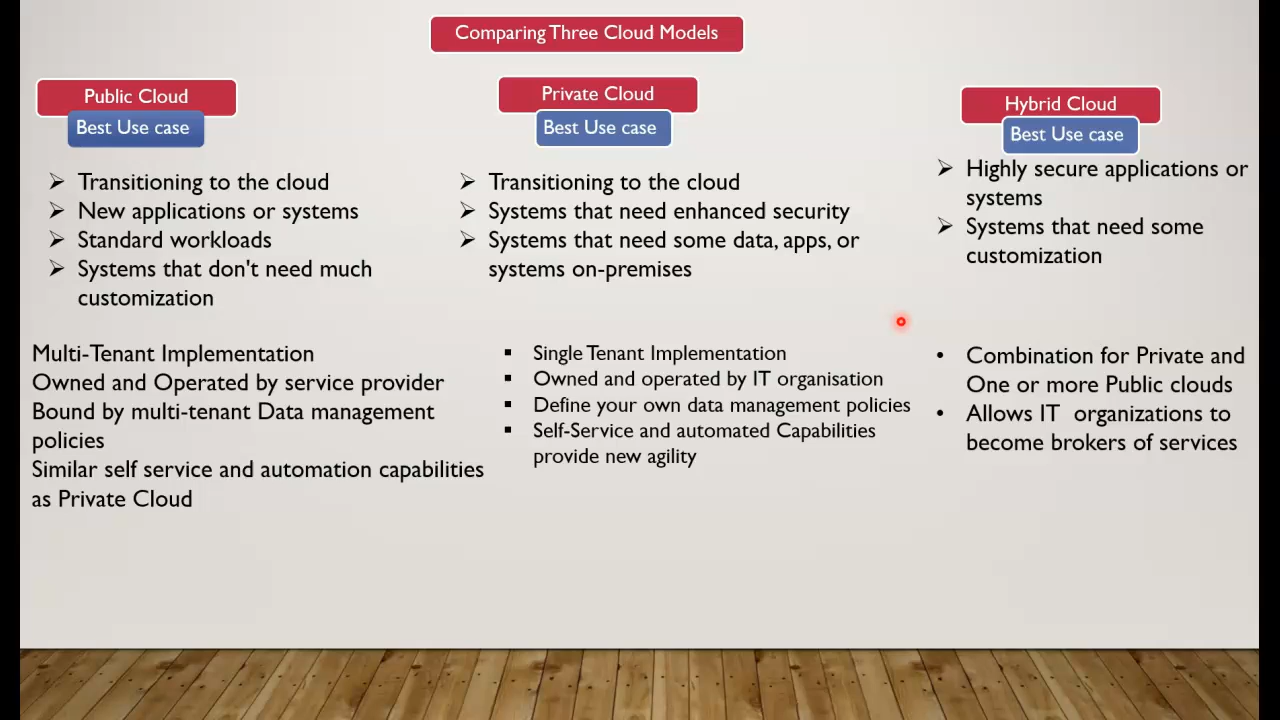 Comparing Three Cloud Models
Public Cloud
Best Use case
Transitioning to the cloud
New applications or systems
Standard workloads
Systems that don't need much
customization
Multi-Tenant Implementation
Owned and Operated by service provider
Bound by multi-tenant Data management
policies
Similar self service and automation capabilities
as Private Cloud
Private Cloud
Best Use case
Transitioning to the cloud
Systems that need enhanced security
Systems that need some data, apps, or
systems on-premises
Single Tenant Implementation
Owned and operated by IT organisation
Define your own data management policies
Self-Service and automated Capabilities
provide new agility
Hybrid Cloud
Best Use case
Highly secure applications or
systems
Systems that need some
customization
Combination for Private and
One or more Public clouds
Allows IT organizations to
become brokers of services